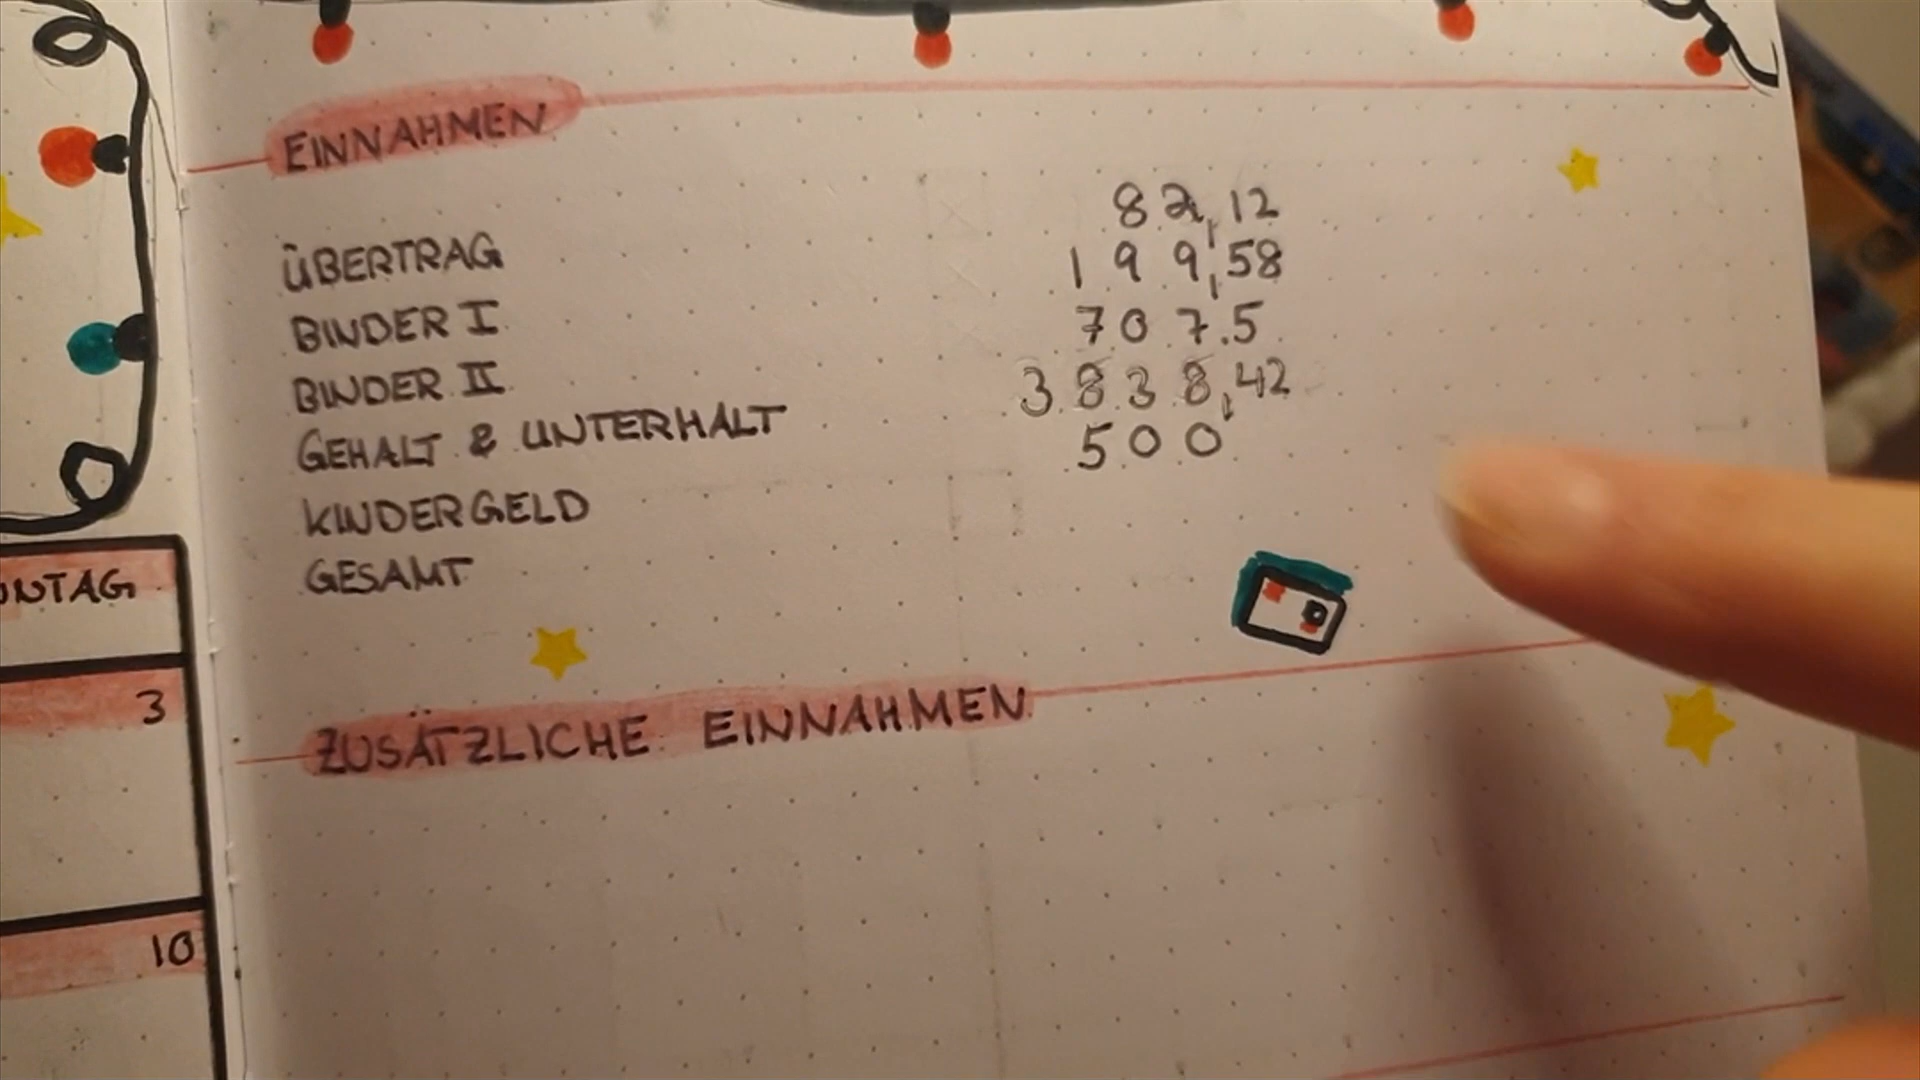 EINNAHMEN
ÜBERTRAG 82,12
BINDER I 199,58
BINDER II 707.5
GEHALT & UNTERHALT 3838,42
KINDERGELD 500
GESAMT
ZUSÄTZLICHE EINNAHMEN
3
10